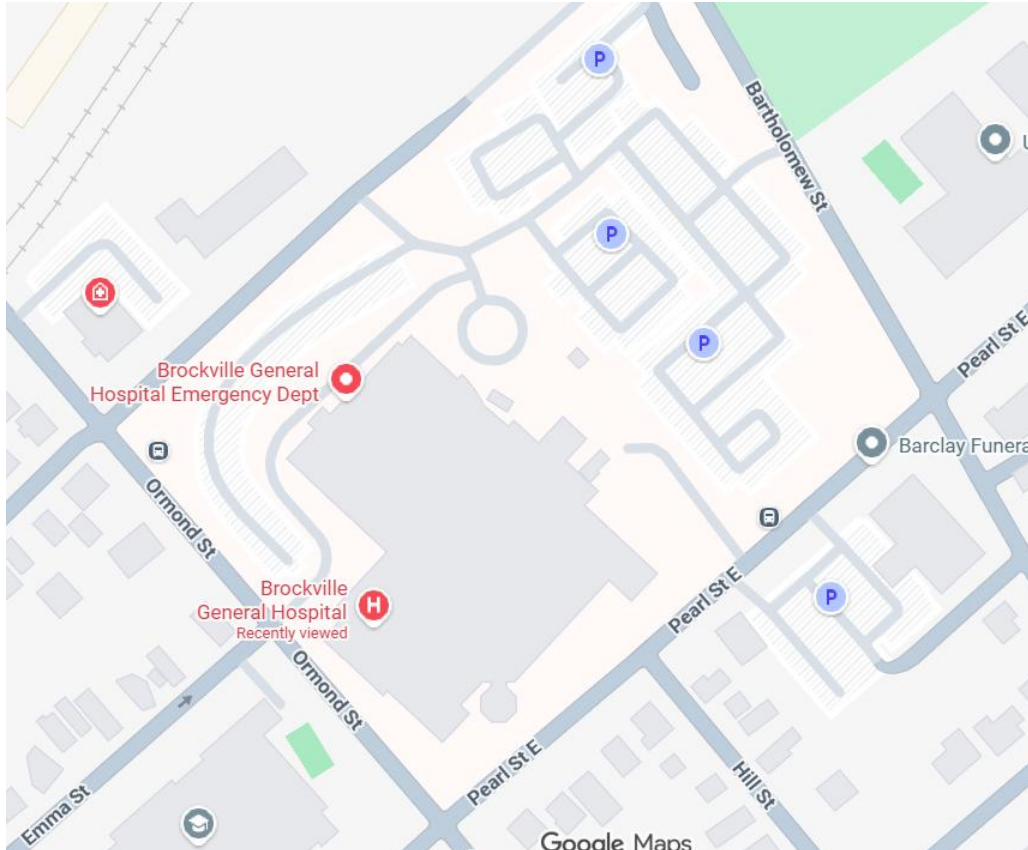 P
Bartholomew St
U
P
Pearl St E
P
Brockville General
Hospital Emergency Dept
Barclay Funera
Ormond St
Brockville
General Hospital
Recently viewed
H
P
Pearl St E
Ormond St
Pearl St E
Hill St
Emma St
Google Maps